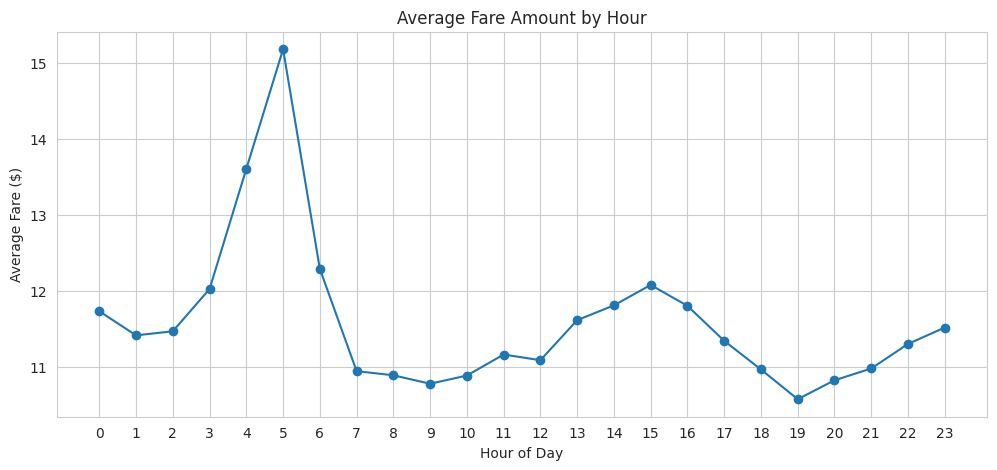 Average Fare Amount by Hour
Average Fare ($)
15
14
13
12
11
0 1 2 3 4 5 6 7 8 9 10 11 12 13 14 15 16 17 18 19 20 21 22 23
Hour of Day